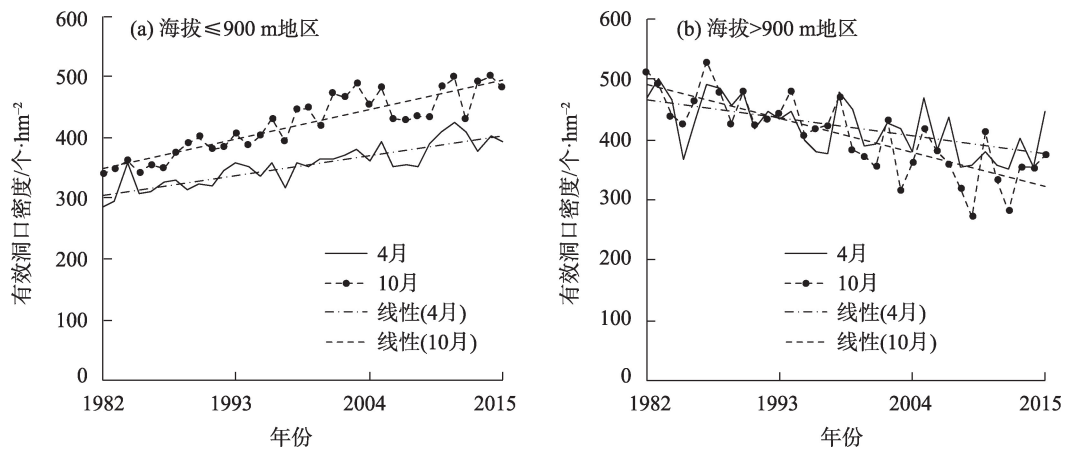 (a) 海拔≤900 m地区
600
500
400
300
200
100
0
有效洞口密度/个·hm⁻²
4月
10月
线性(4月)
线性(10月)
1982
1993
2004
2015
年份
(b) 海拔>900 m地区
600
500
400
300
200
100
0
有效洞口密度/个·hm⁻²
4月
10月
线性(4月)
线性(10月)
1982
1993
2004
2015
年份